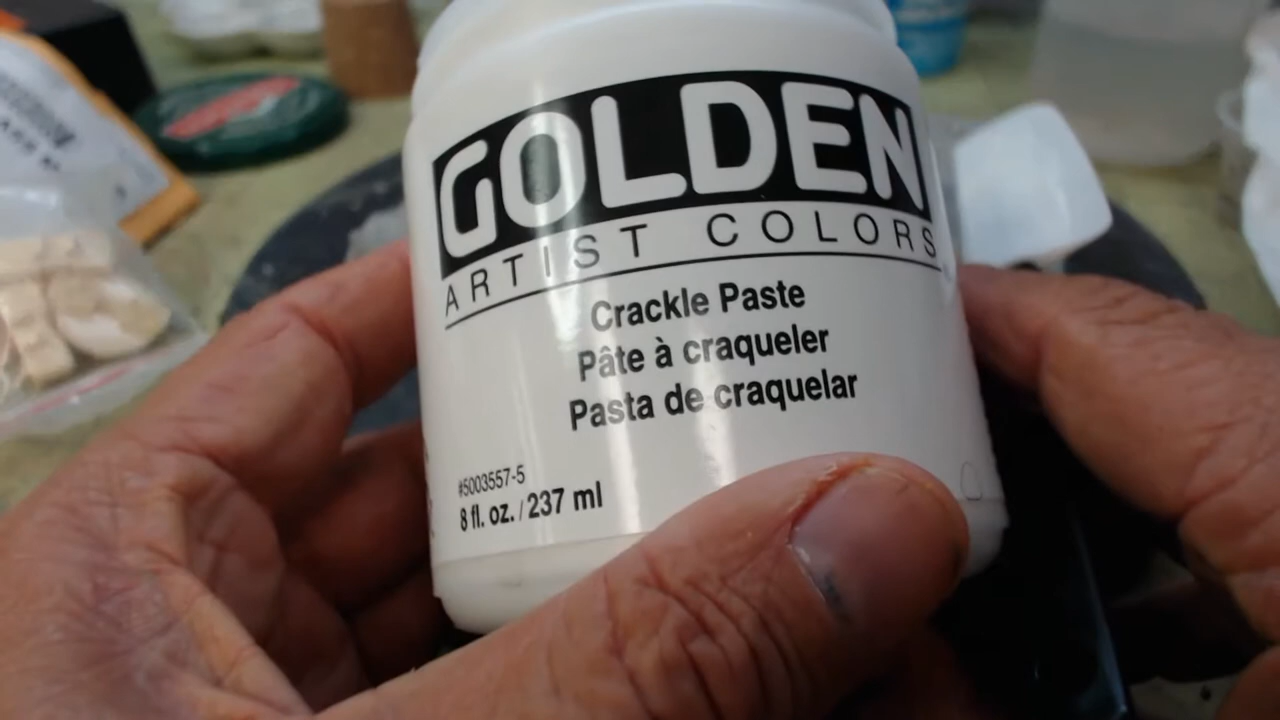 GOLDEN
ARTIST COLORS
Crackle Paste
Pâte à craqueler
Pasta de craquelar
#5003557-5
8 fl. oz. / 237 ml